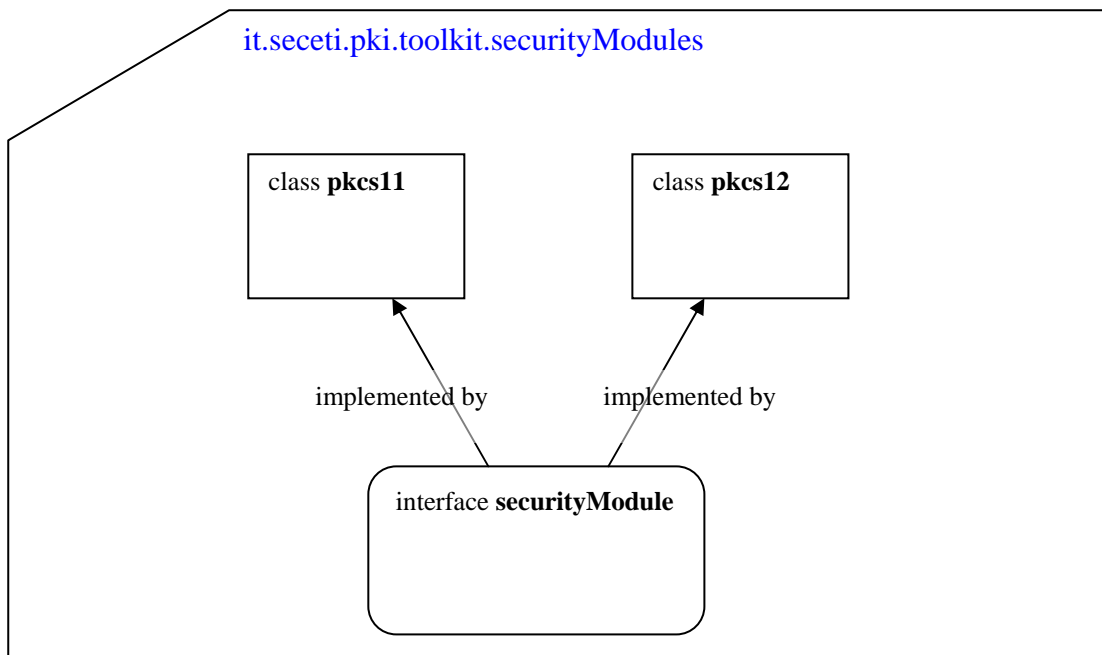 it.seceti.pki.toolkit.securityModules
class pkcs11
class pkcs12
implemented by
implemented by
interface securityModule